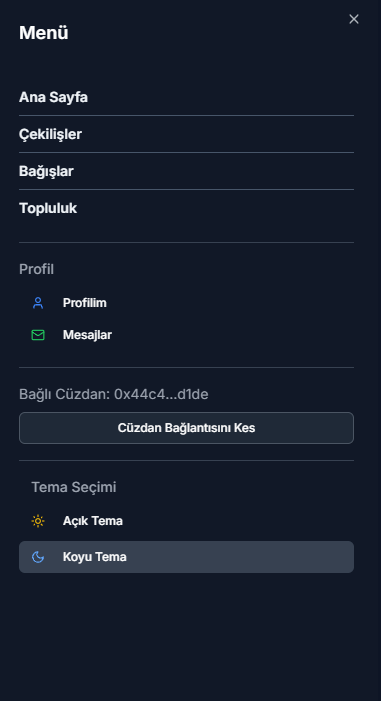 Menü
Ana Sayfa
Çekilişler
Bağışlar
Topluluk
Profil
Profilim
Mesajlar
Bağlı Cüzdan: 0x44c4...d1de
Cüzdan Bağlantısını Kes
Tema Seçimi
Açık Tema
Koyu Tema